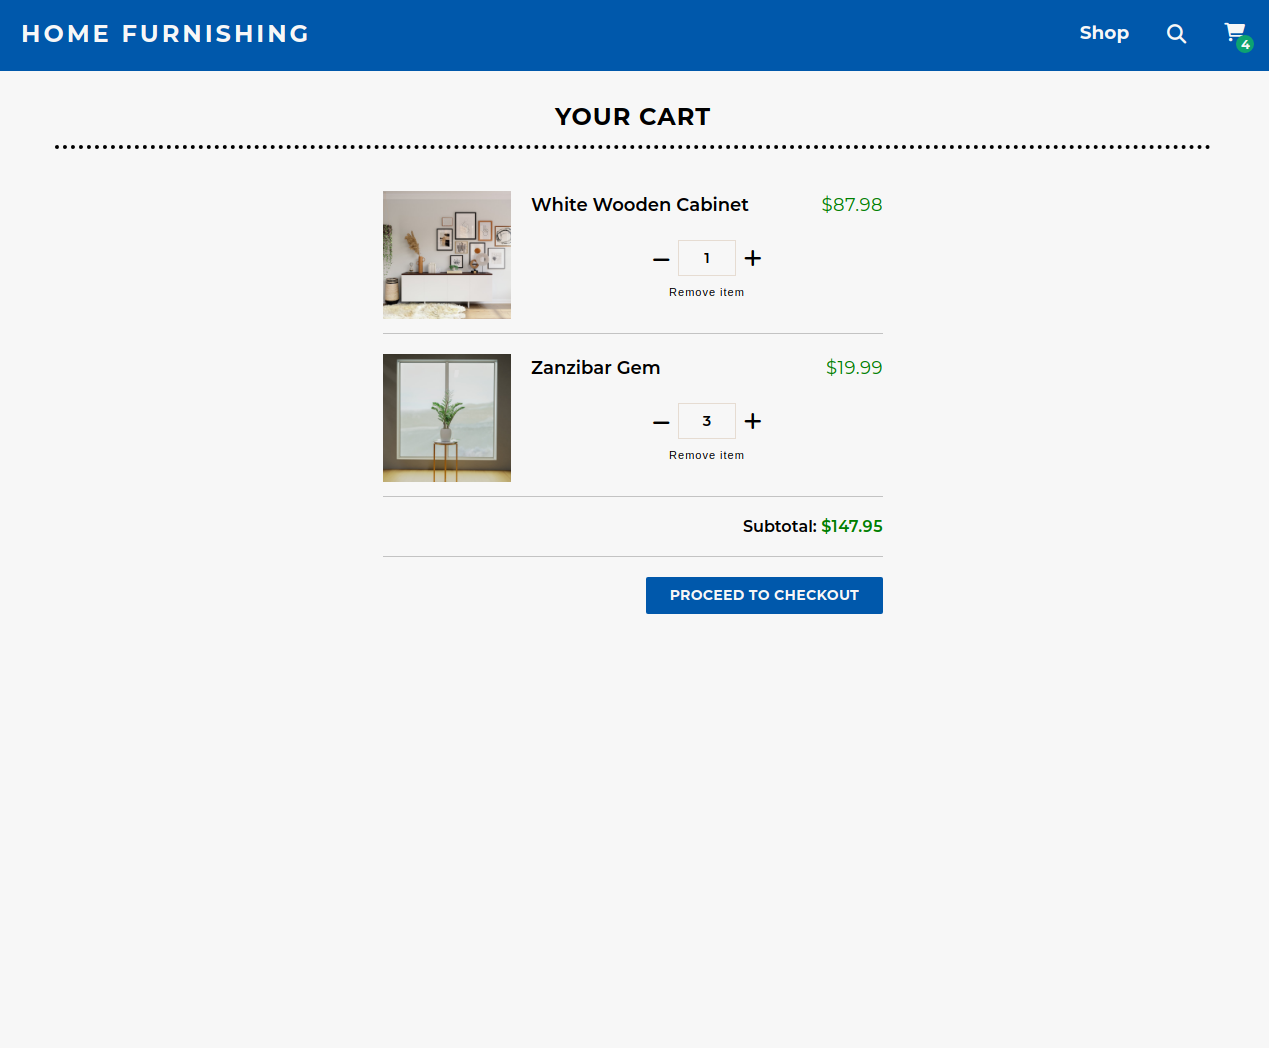 HOME FURNISHING
Shop
4
YOUR CART
White Wooden Cabinet $87.98
1
Remove item
Zanzibar Gem $19.99
3
Remove item
Subtotal: $147.95
PROCEED TO CHECKOUT